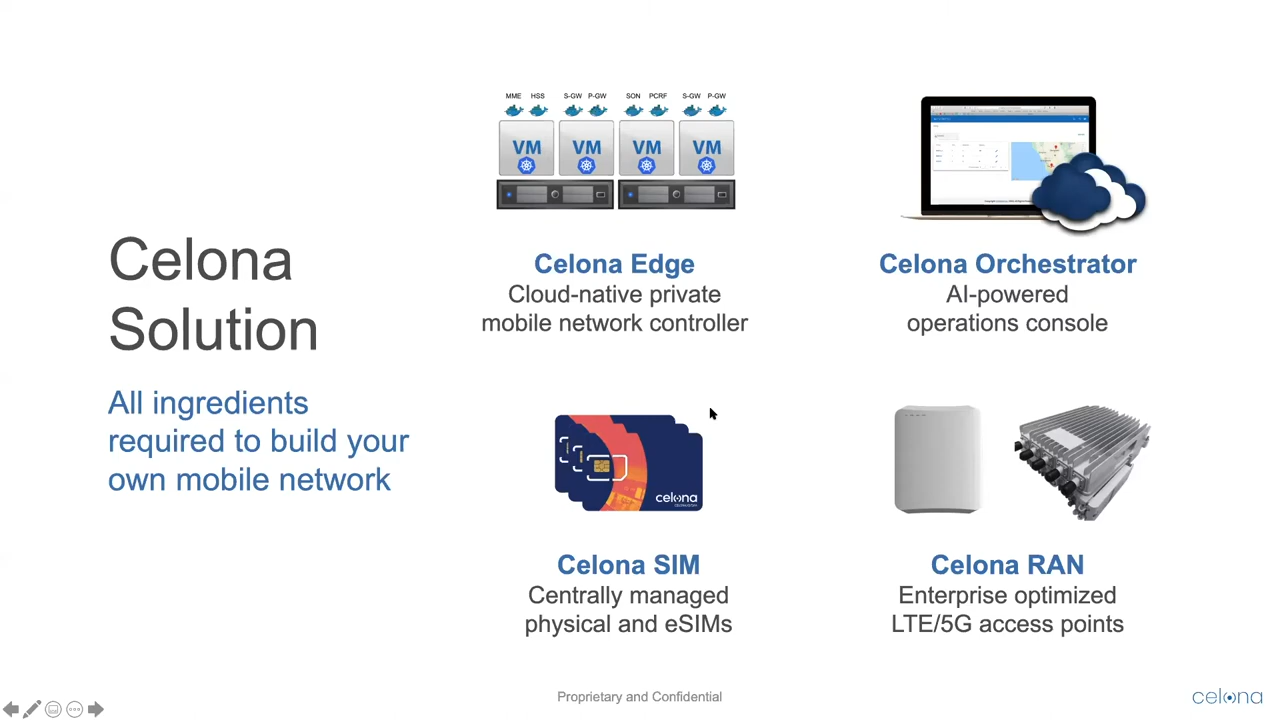 Celona
Solution
All ingredients
required to build your
own mobile network
MME HSS S-GW P-GW SON PCRF S-GW P-GW
VM VM VM VM
Celona Edge
Cloud-native private
mobile network controller
Celona Orchestrator
AI-powered
operations console
celona
Celona SIM
Centrally managed
physical and eSIMs
Celona RAN
Enterprise optimized
LTE/5G access points
Proprietary and Confidential
celona